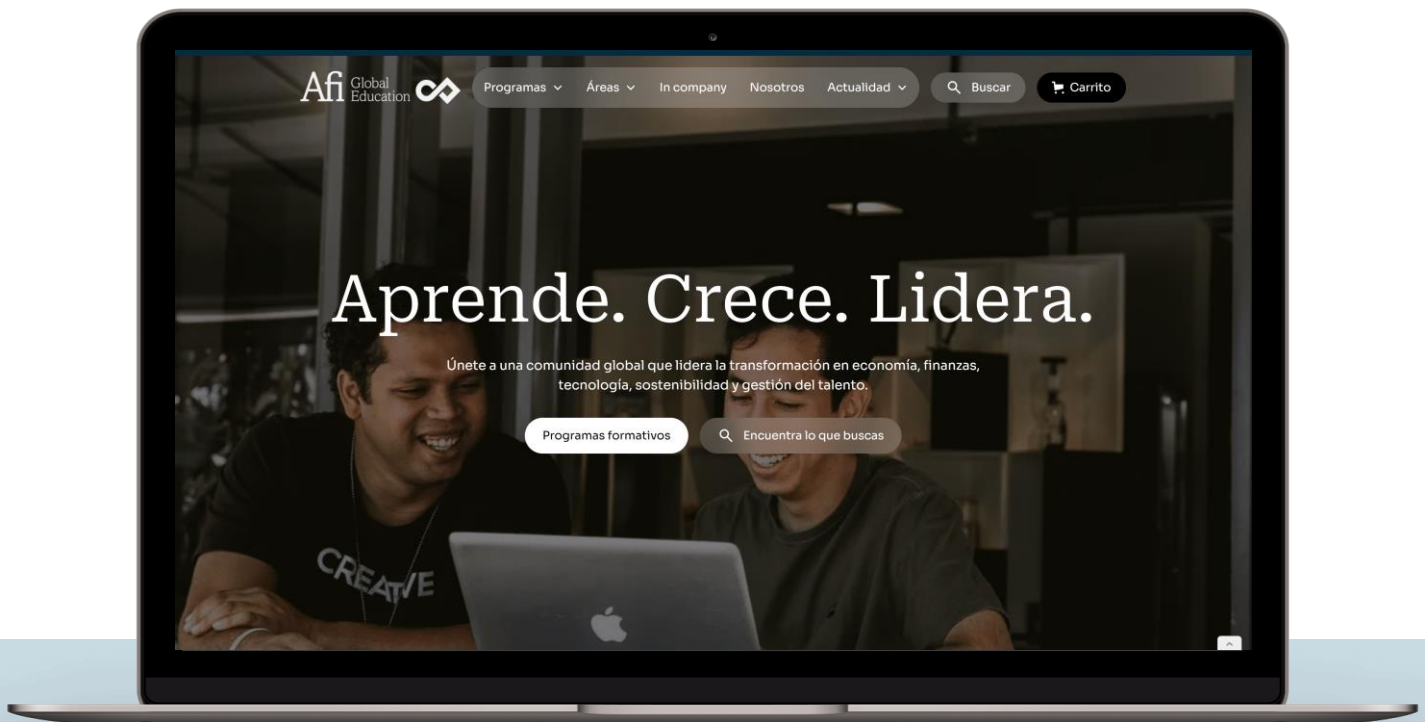 Afi Global Education
Programas
Áreas
In company
Nosotros
Actualidad
Buscar
Carrito
Aprende. Crece. Lidera.
Únete a una comunidad global que lidera la transformación en economía, finanzas,
tecnología, sostenibilidad y gestión del talento.
Programas formativos
Encuentra lo que buscas
CREATIVE